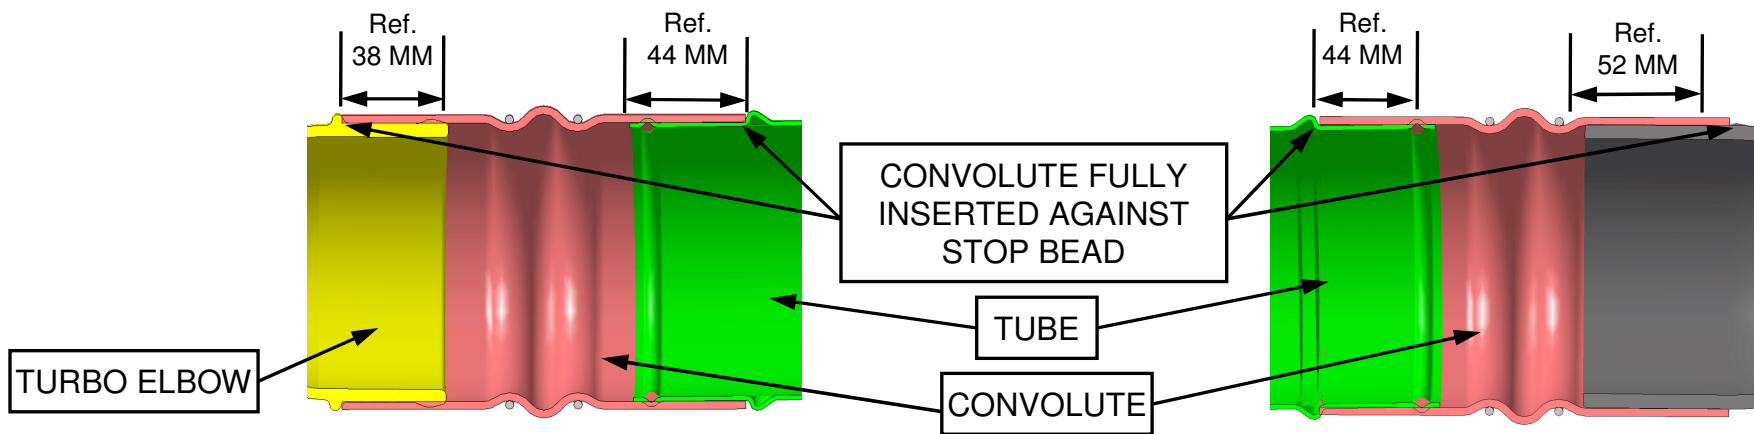 Ref.
38 MM
Ref.
44 MM
Ref.
44 MM
Ref.
52 MM
CONVOLUTE FULLY
INSERTED AGAINST
STOP BEAD
TUBE
TURBO ELBOW
CONVOLUTE